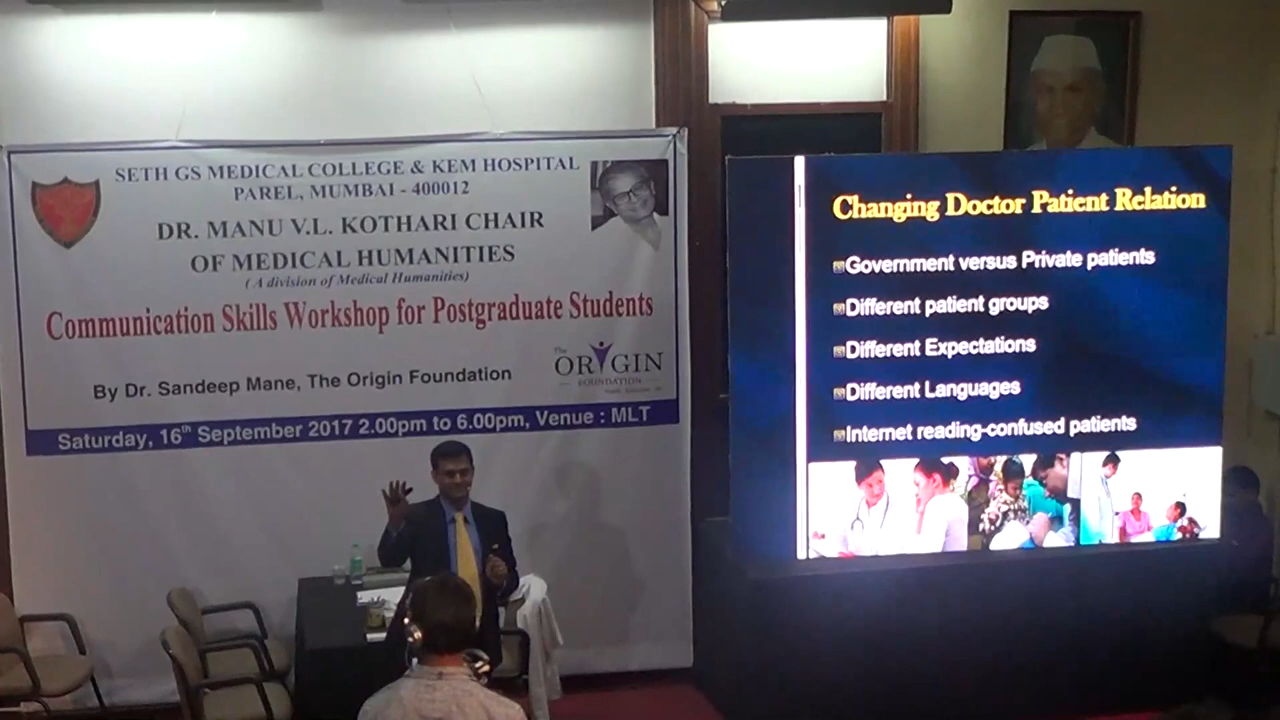 SETH GS MEDICAL COLLEGE & KEM HOSPITAL
PAREL, MUMBAI - 400012
DR. MANU V.L. KOTHARI CHAIR
OF MEDICAL HUMANITIES
( A division of Medical Humanities)
Communication Skills Workshop for Postgraduate Students
By Dr. Sandeep Mane, The Origin Foundation
The
ORIGIN
FOUNDATION
Saturday, 16th September 2017 2.00pm to 6.00pm, Venue : MLT
Changing Doctor Patient Relation
Government versus Private patients
Different patient groups
Different Expectations
Different Languages
Internet reading-confused patients